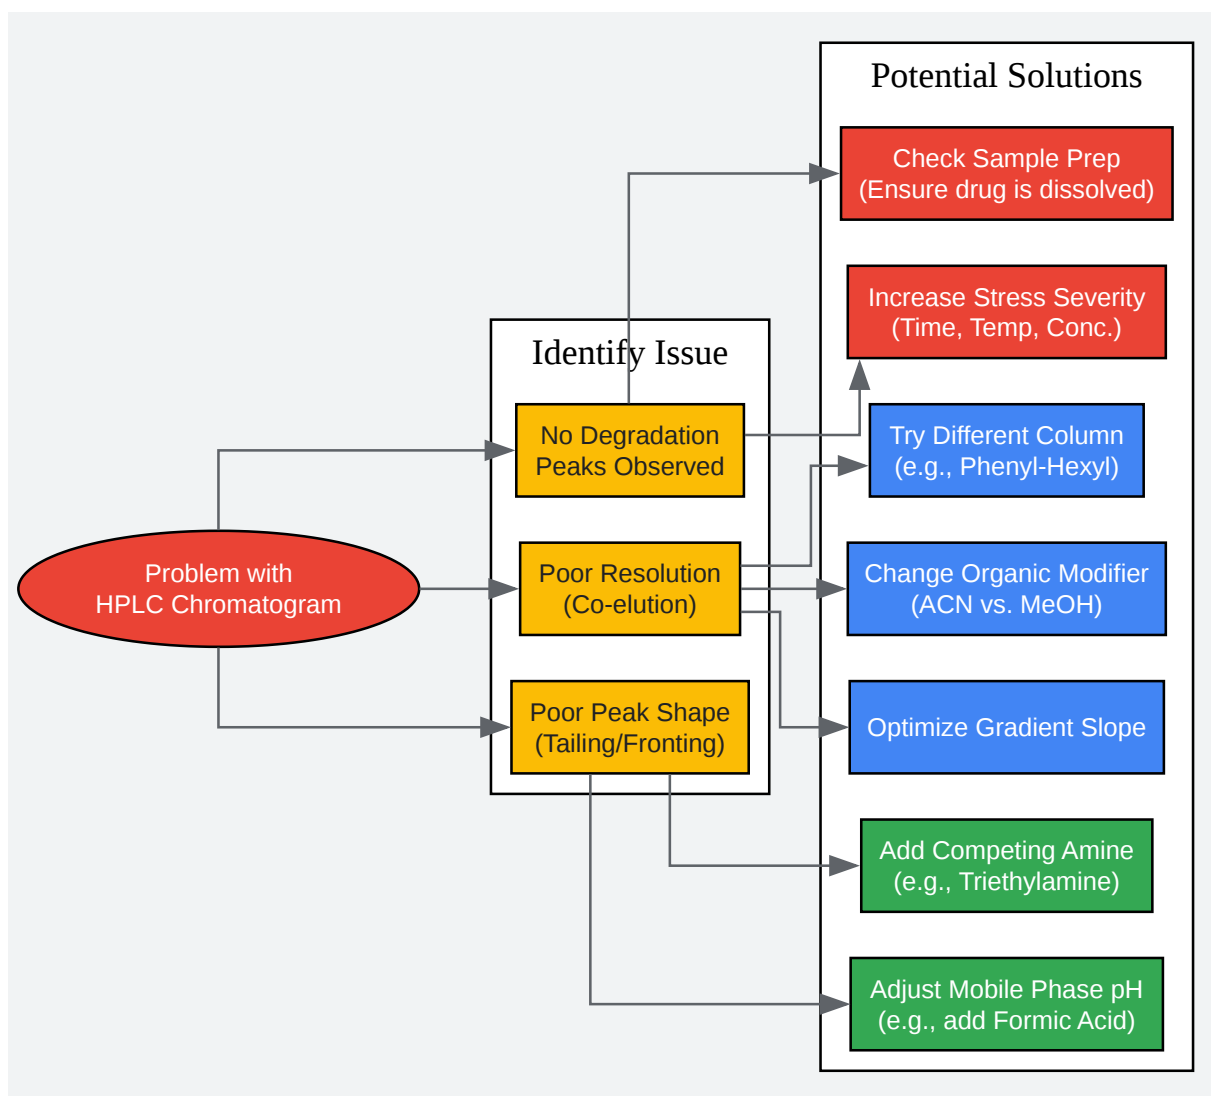 Potential Solutions
Check Sample Prep
(Ensure drug is dissolved)
Increase Stress Severity
(Time, Temp, Conc.)
Identify Issue
No Degradation
Peaks Observed
Try Different Column
(e.g., Phenyl-Hexyl)
Problem with
HPLC Chromatogram
Poor Resolution
(Co-elution)
Change Organic Modifier
(ACN vs. MeOH)
Poor Peak Shape
(Tailing/Fronting)
Optimize Gradient Slope
Add Competing Amine
(e.g., Triethylamine)
Adjust Mobile Phase pH
(e.g., add Formic Acid)